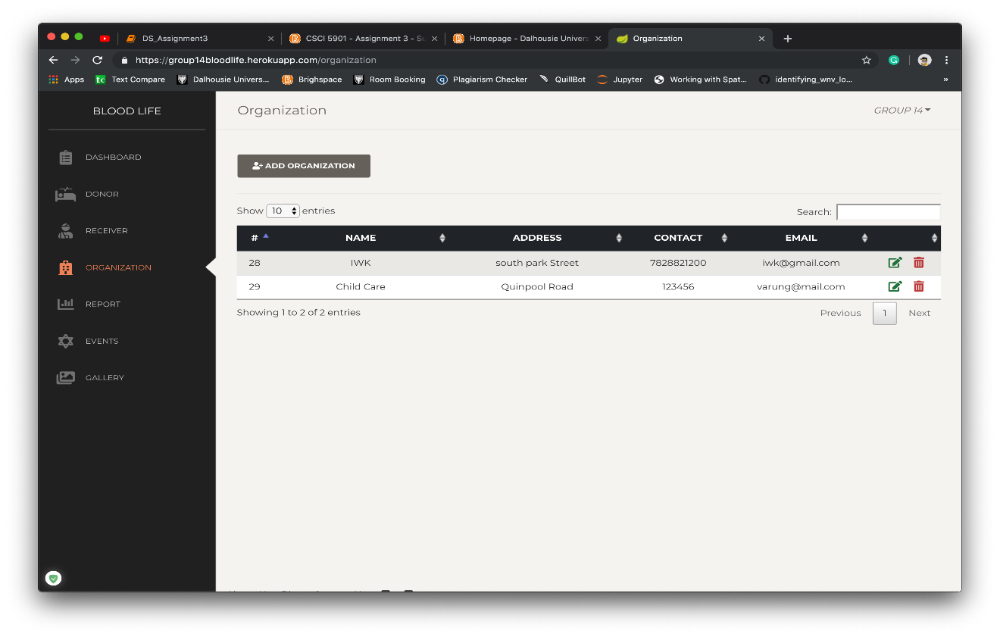 DS_Assignment3
CSCI 5901 - Assignment 3 - Su
Homepage - Dalhousie Univers
Organization
https://group14bloodlife.herokuapp.com/organization
Apps
Text Compare
Dalhousie Univers...
Brighspace
Room Booking
Plagiarism Checker
QuillBot
Jupyter
Working with Spat...
identifying_wnv_lo...
»
BLOOD LIFE
Organization
GROUP 14
DASHBOARD
DONOR
RECEIVER
ORGANIZATION
REPORT
EVENTS
GALLERY
ADD ORGANIZATION
Show 10 entries
Search:
# NAME ADDRESS CONTACT EMAIL
28 IWK south park Street 7828821200 iwk@gmail.com
29 Child Care Quinpool Road 123456 varung@mail.com
Showing 1 to 2 of 2 entries
Previous 1 Next